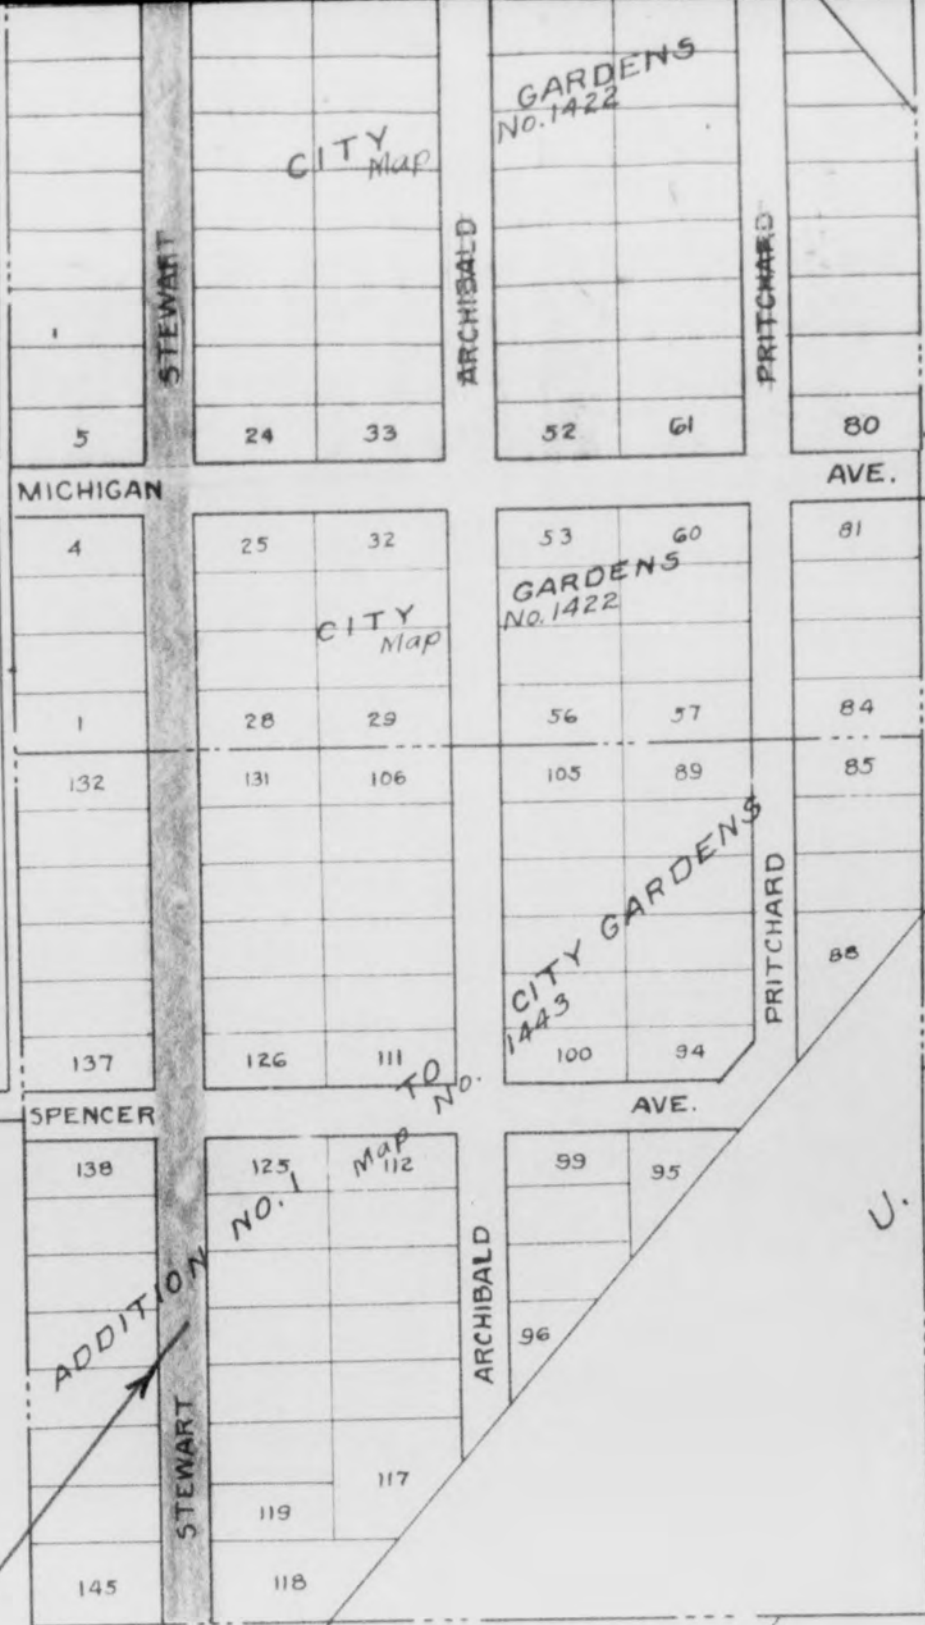 GARDENS
No. 1422
CITY
Map
STEWART
ARCHIBALD
PRITCHARD
5
24
33
52
61
80
MICHIGAN
AVE.
4
25
32
53
60
81
GARDENS
No. 1422
CITY
Map
1
28
29
56
57
84
132
131
106
105
89
85
CITY GARDENS
1443
PRITCHARD
88
137
126
111
100
94
TO
NO.
SPENCER
AVE.
138
125
Map
112
99
95
ADDITION NO. 1
U.
ARCHIBALD
96
STEWART
117
119
145
118